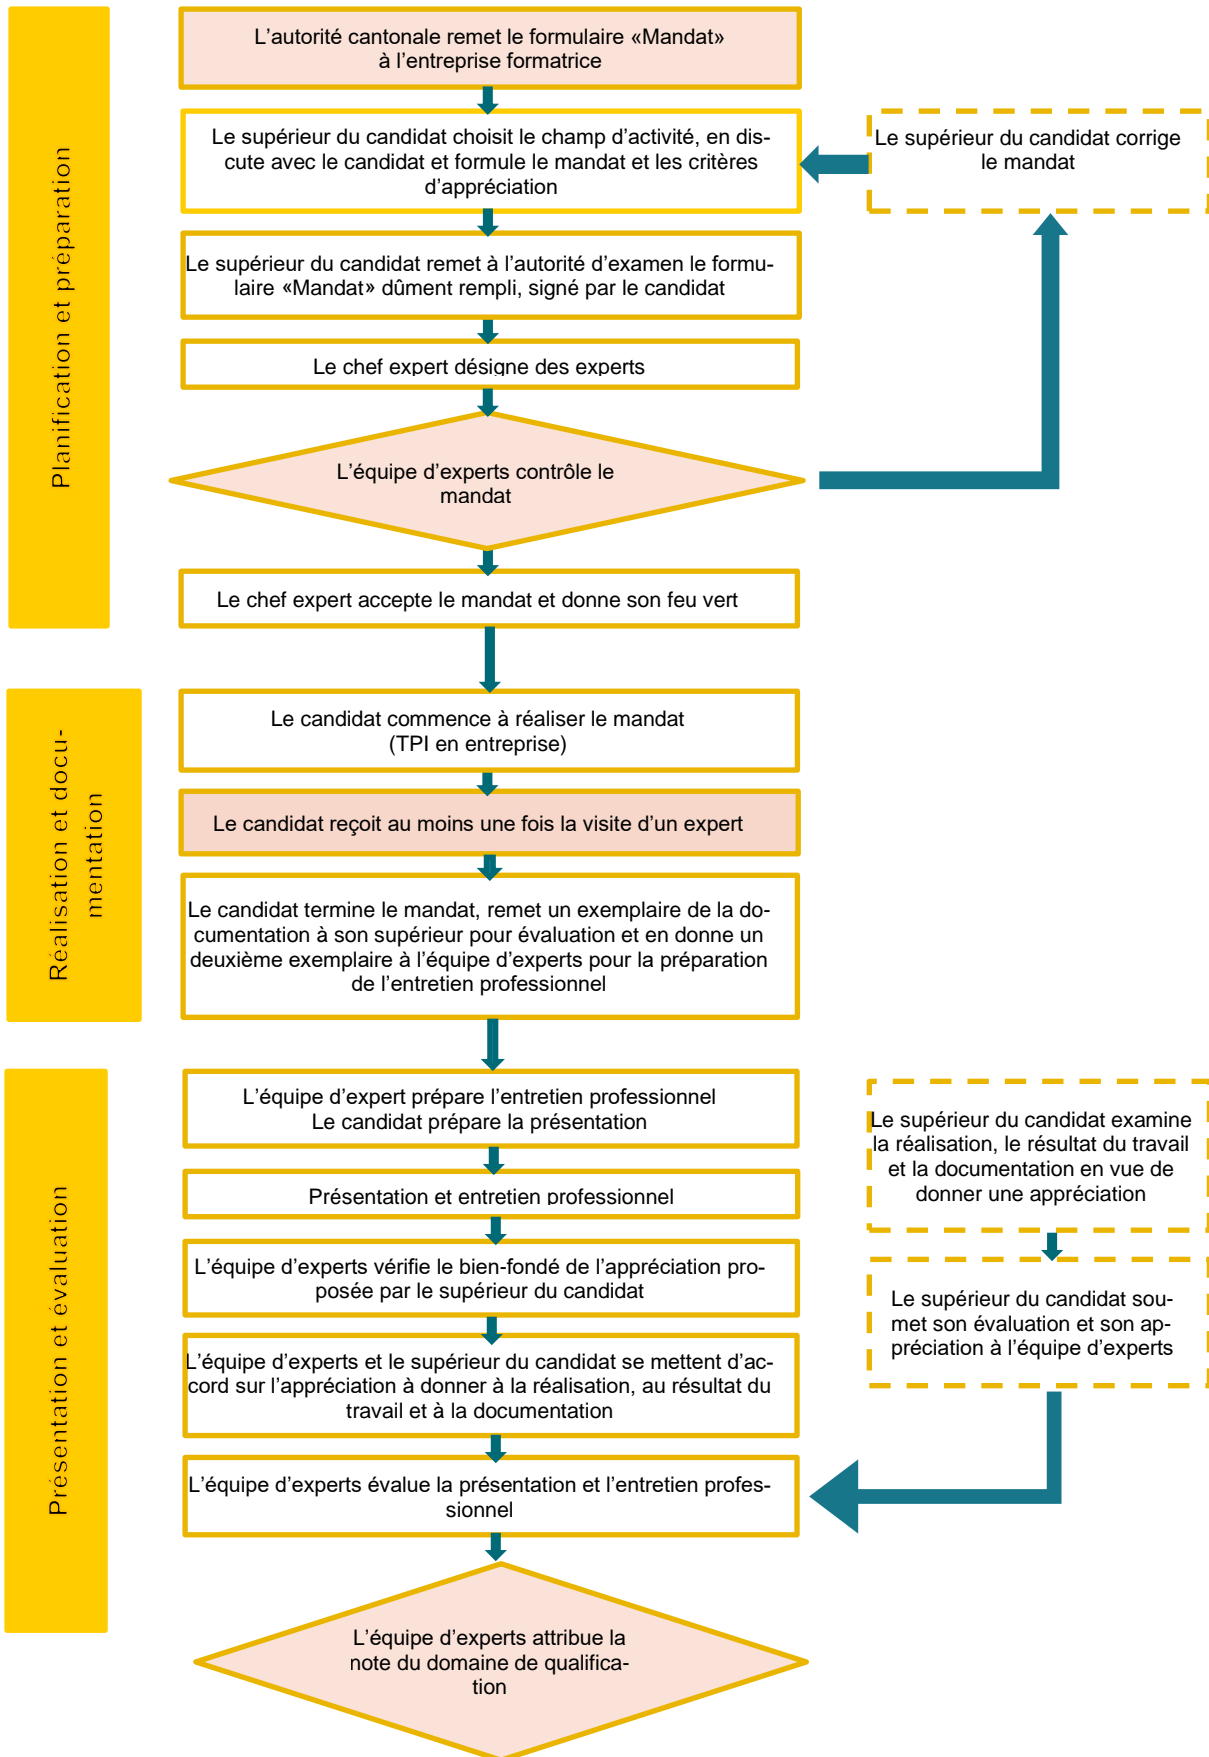 Planification et préparation
L'autorité cantonale remet le formulaire «Mandat»
à l'entreprise formatrice
Le supérieur du candidat choisit le champ d'activité, en dis-
cute avec le candidat et formule le mandat et les critères
d'appréciation
Le supérieur du candidat corrige
le mandat
Le supérieur du candidat remet à l'autorité d'examen le formu-
laire «Mandat» dûment rempli, signé par le candidat
Le chef expert désigne des experts
L'équipe d'experts contrôle le
mandat
Le chef expert accepte le mandat et donne son feu vert
Réalisation et docu-
mentation
Le candidat commence à réaliser le mandat
(TPI en entreprise)
Le candidat reçoit au moins une fois la visite d'un expert
Le candidat termine le mandat, remet un exemplaire de la do-
cumentation à son supérieur pour évaluation et en donne un
deuxième exemplaire à l'équipe d'experts pour la préparation
de l'entretien professionnel
Présentation et évaluation
L'équipe d'expert prépare l'entretien professionnel
Le candidat prépare la présentation
Présentation et entretien professionnel
L'équipe d'experts vérifie le bien-fondé de l'appréciation pro-
posée par le supérieur du candidat
L'équipe d'experts et le supérieur du candidat se mettent d'ac-
cord sur l'appréciation à donner à la réalisation, au résultat du
travail et à la documentation
L'équipe d'experts évalue la présentation et l'entretien profes-
sionnel
Le supérieur du candidat examine
la réalisation, le résultat du travail
et la documentation en vue de
donner une appréciation
Le supérieur du candidat sou-
met son évaluation et son ap-
préciation à l'équipe d'experts
L'équipe d'experts attribue la
note du domaine de qualifica-
tion